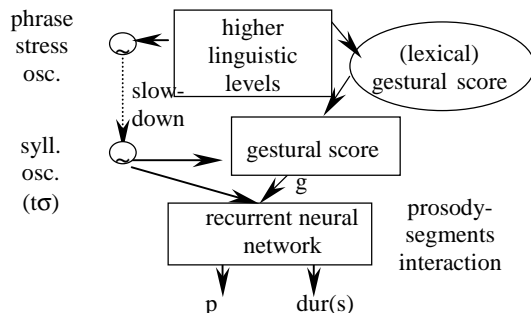 phrase
stress
osc.
higher
linguistic
levels
(lexical)
gestural score
slow-
down
syll.
osc.
(tσ)
~
~
gestural score
g
recurrent neural
network
prosody-
segments
interaction
p
dur(s)